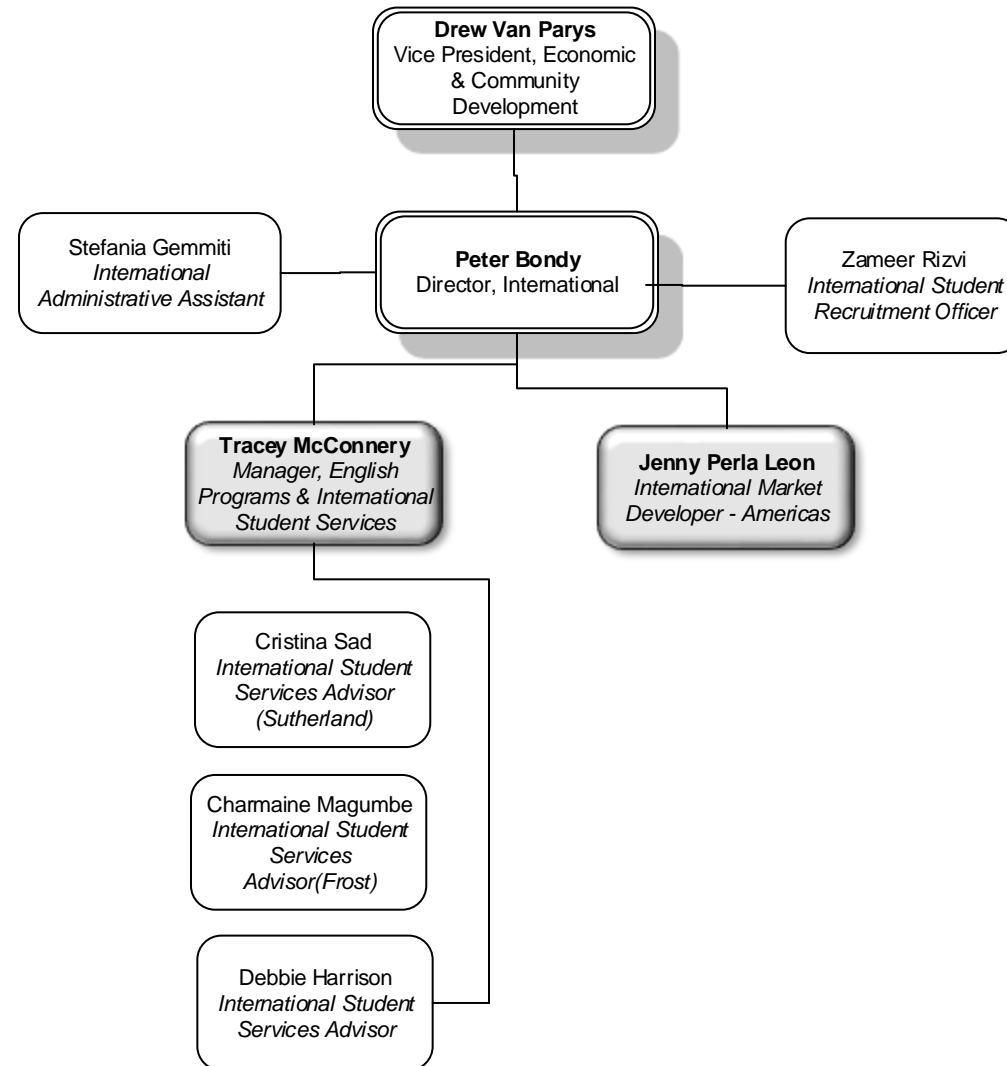 Drew Van Parys
Vice President, Economic
& Community
Development
Stefania Gemmiti
International
Administrative Assistant
Peter Bondy
Director, International
Zameer Rizvi
International Student
Recruitment Officer
Tracey McConnery
Manager, English
Programs & International
Student Services
Jenny Perla Leon
International Market
Developer - Americas
Cristina Sad
International Student
Services Advisor
(Sutherland)
Charmaine Magumbe
International Student
Services
Advisor(Frost)
Debbie Harrison
International Student
Services Advisor